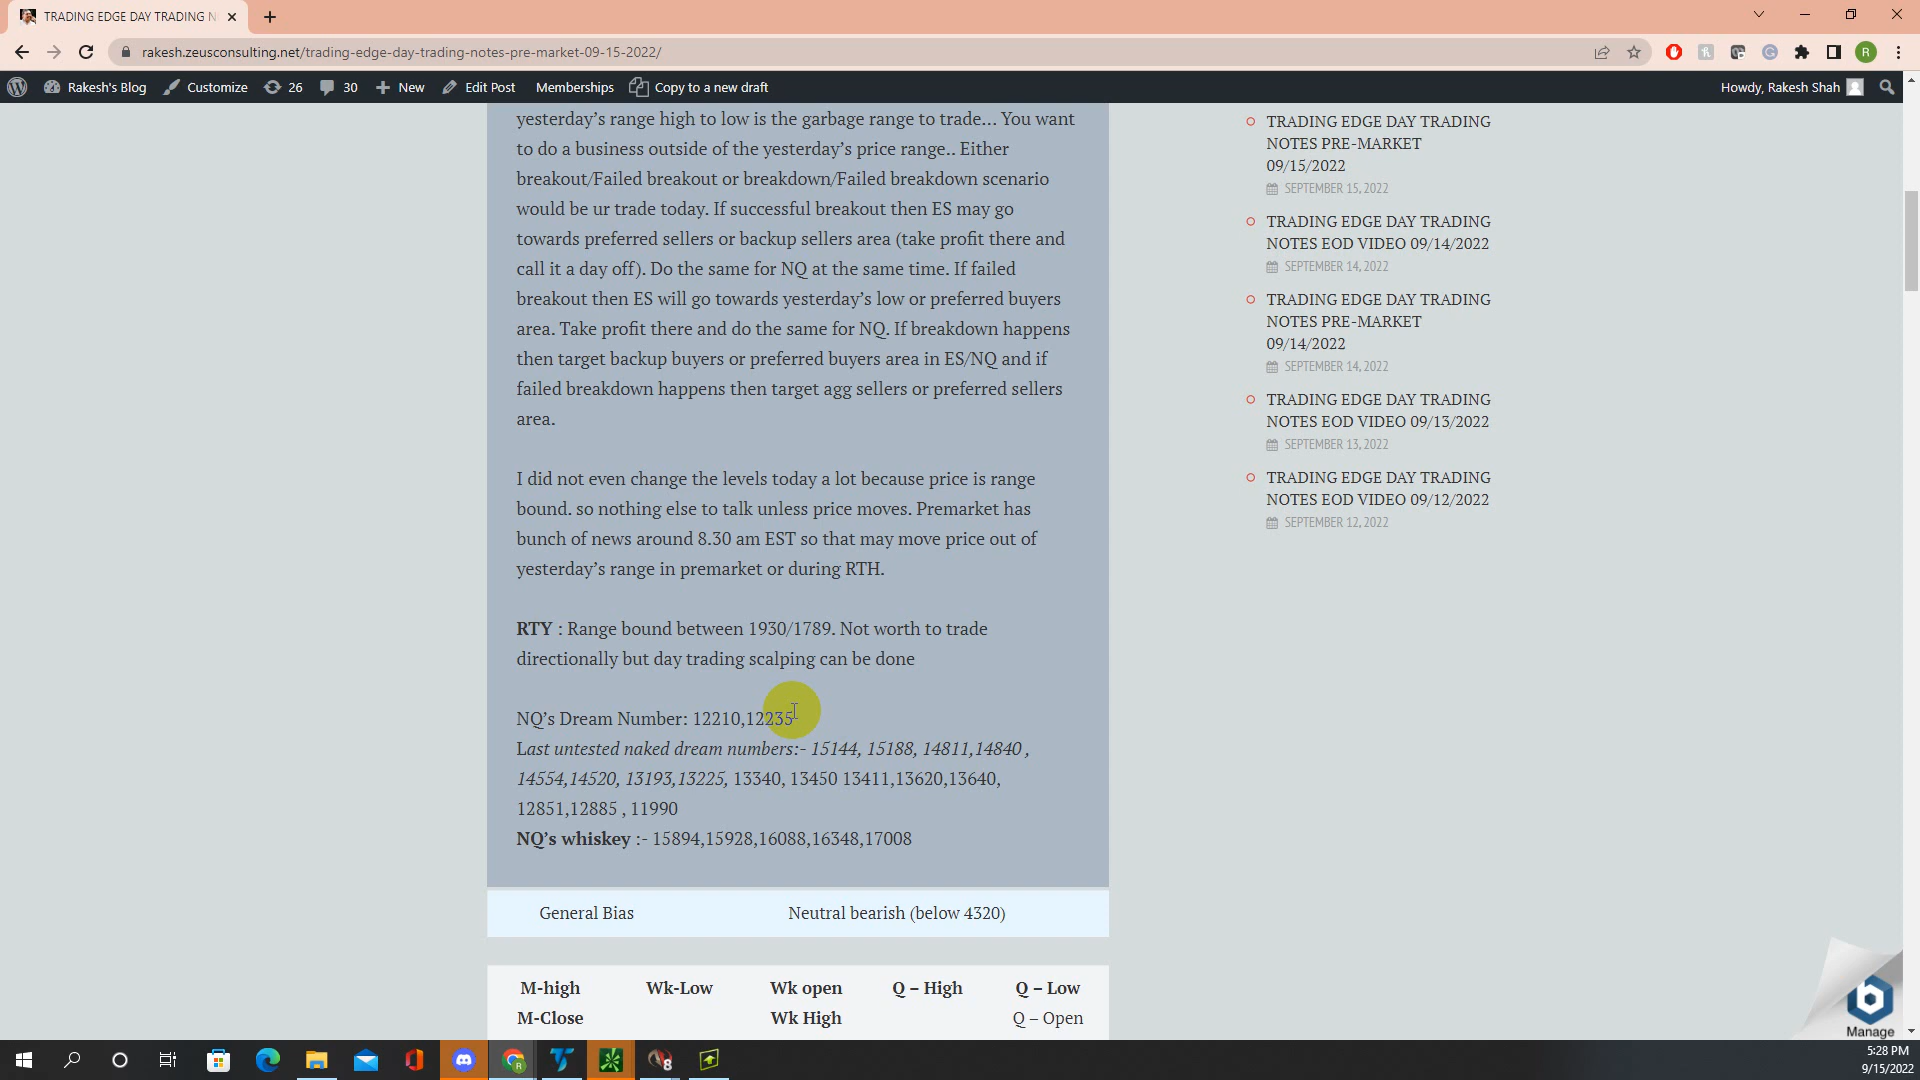 TRADING EDGE DAY TRADING N
rakesh.zeusconsulting.net/trading-edge-day-trading-notes-pre-market-09-15-2022/
R
Rakesh's Blog
Customize
26
30
New
Edit Post
Memberships
Copy to a new draft
Howdy, Rakesh Shah
yesterday's range high to low is the garbage range to trade... You want
to do a business outside of the yesterday's price range.. Either
breakout/Failed breakout or breakdown/Failed breakdown scenario
would be ur trade today. If successful breakout then ES may go
towards preferred sellers or backup sellers area (take profit there and
call it a day off). Do the same for NQ at the same time. If failed
breakout then ES will go towards yesterday's low or preferred buyers
area. Take profit there and do the same for NQ. If breakdown happens
then target backup buyers or preferred buyers area in ES/NQ and if
failed breakdown happens then target agg sellers or preferred sellers
area.
I did not even change the levels today a lot because price is range
bound. so nothing else to talk unless price moves. Premarket has
bunch of news around 8.30 am EST so that may move price out of
yesterday's range in premarket or during RTH.
RTY : Range bound between 1930/1789. Not worth to trade
directionally but day trading scalping can be done
NQ's Dream Number: 12210,12235
Last untested naked dream numbers:- 15144, 15188, 14811,14840 ,
14554,14520, 13193,13225, 13340, 13450 13411,13620,13640,
12851,12885 , 11990
NQ's whiskey :- 15894,15928,16088,16348,17008
General Bias
Neutral bearish (below 4320)
M-high
Wk-Low
Wk open
Q – High
Q – Low
M-Close
Wk High
Q – Open
TRADING EDGE DAY TRADING
NOTES PRE-MARKET
09/15/2022
SEPTEMBER 15, 2022
TRADING EDGE DAY TRADING
NOTES EOD VIDEO 09/14/2022
SEPTEMBER 14, 2022
TRADING EDGE DAY TRADING
NOTES PRE-MARKET
09/14/2022
SEPTEMBER 14, 2022
TRADING EDGE DAY TRADING
NOTES EOD VIDEO 09/13/2022
SEPTEMBER 13, 2022
TRADING EDGE DAY TRADING
NOTES EOD VIDEO 09/12/2022
SEPTEMBER 12, 2022
b
Manage
5:28 PM
9/15/2022